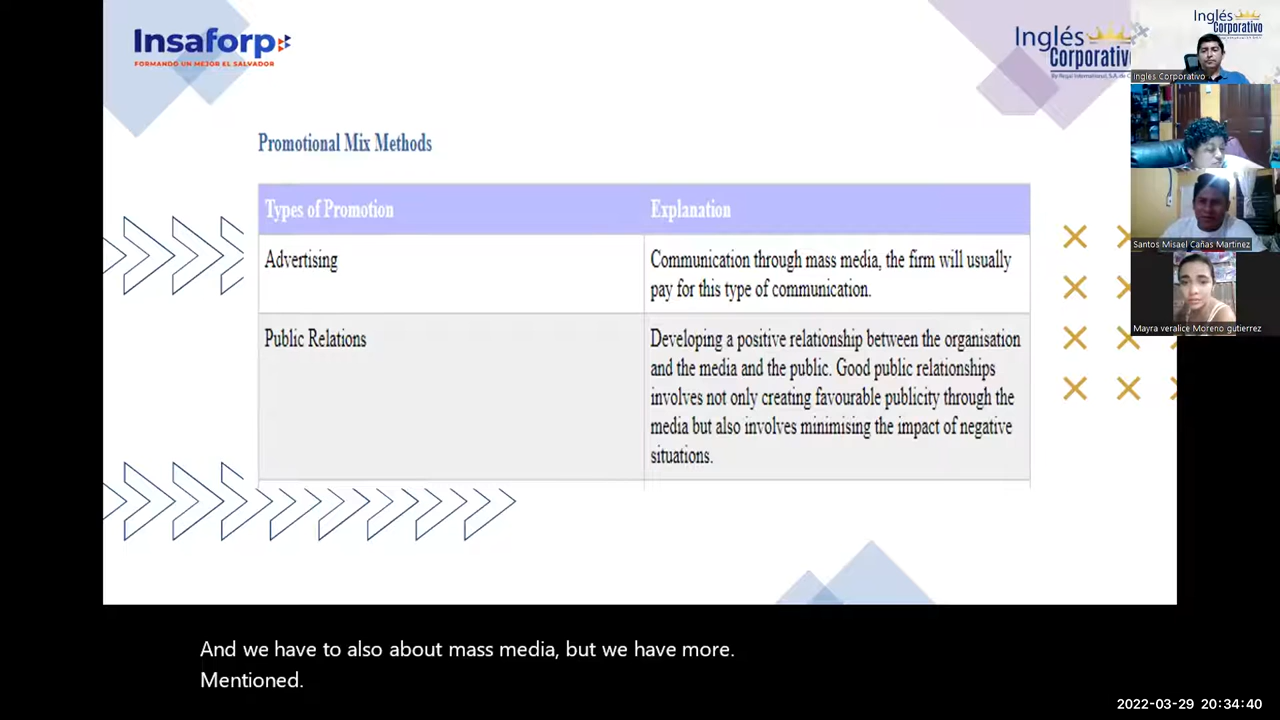 Insaforp
FORMANDO UN MEJOR EL SALVADOR
Inglés
Corporativo
By Regal International, S.A. de C
Inglés
Corporativo
Ingles Corporativo
Santos Misael Cañas Martinez
Mayra veralice Moreno gutierrez
Promotional Mix Methods
Types of Promotion
Explanation
Advertising
Communication through mass media, the firm will usually
pay for this type of communication.
Public Relations
Developing a positive relationship between the organisation
and the media and the public. Good public relationships
involves not only creating favourable publicity through the
media but also involves minimising the impact of negative
situations.
And we have to also about mass media, but we have more.
Mentioned.
2022-03-29 20:34:40